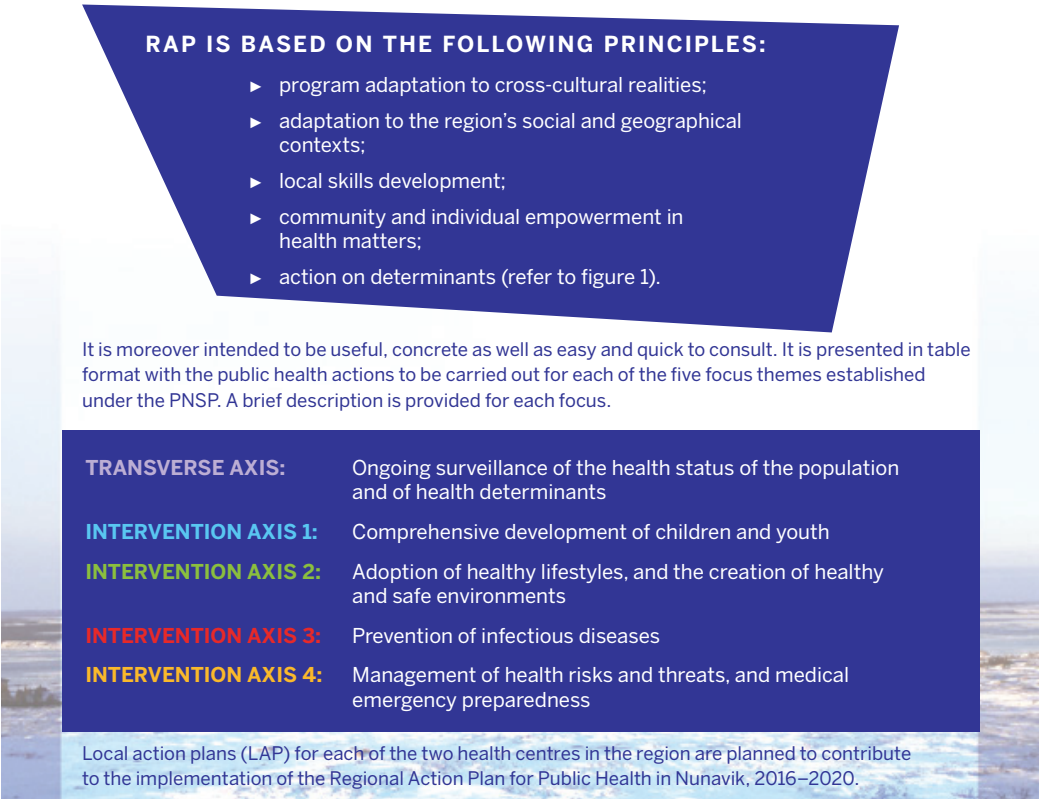 RAP IS BASED ON THE FOLLOWING PRINCIPLES:
► program adaptation to cross-cultural realities;
► adaptation to the region's social and geographical
contexts;
► local skills development;
► community and individual empowerment in
health matters;
► action on determinants (refer to figure 1).
It is moreover intended to be useful, concrete as well as easy and quick to consult. It is presented in table
format with the public health actions to be carried out for each of the five focus themes established
under the PNSP. A brief description is provided for each focus.
TRANSVERSE AXIS: Ongoing surveillance of the health status of the population
and of health determinants
INTERVENTION AXIS 1: Comprehensive development of children and youth
INTERVENTION AXIS 2: Adoption of healthy lifestyles, and the creation of healthy
and safe environments
INTERVENTION AXIS 3: Prevention of infectious diseases
INTERVENTION AXIS 4: Management of health risks and threats, and medical
emergency preparedness
Local action plans (LAP) for each of the two health centres in the region are planned to contribute
to the implementation of the Regional Action Plan for Public Health in Nunavik, 2016–2020.